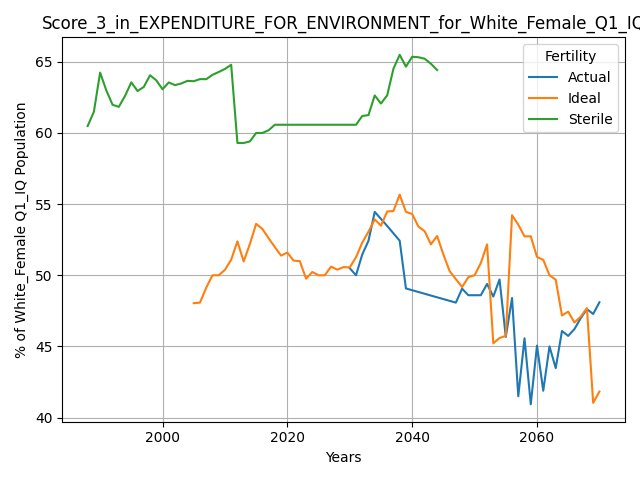 Score_3_in_EXPENDITURE_FOR_ENVIRONMENT_for_White_Female_Q1_IQ
% of White_Female Q1_IQ Population
65
60
55
50
45
40
2000
2020
2040
2060
Years
Fertility
Actual
Ideal
Sterile